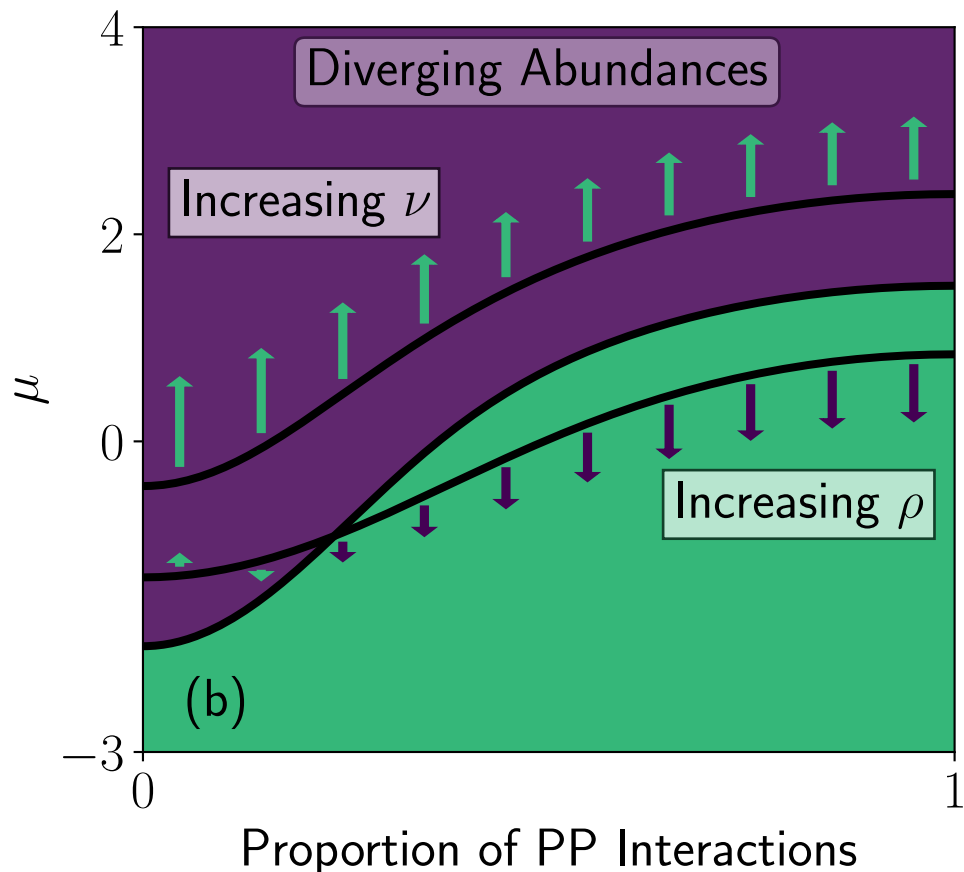 4
Diverging Abundances
Increasing ν
2
μ
0
Increasing ρ
(b)
−3
0
1
Proportion of PP Interactions